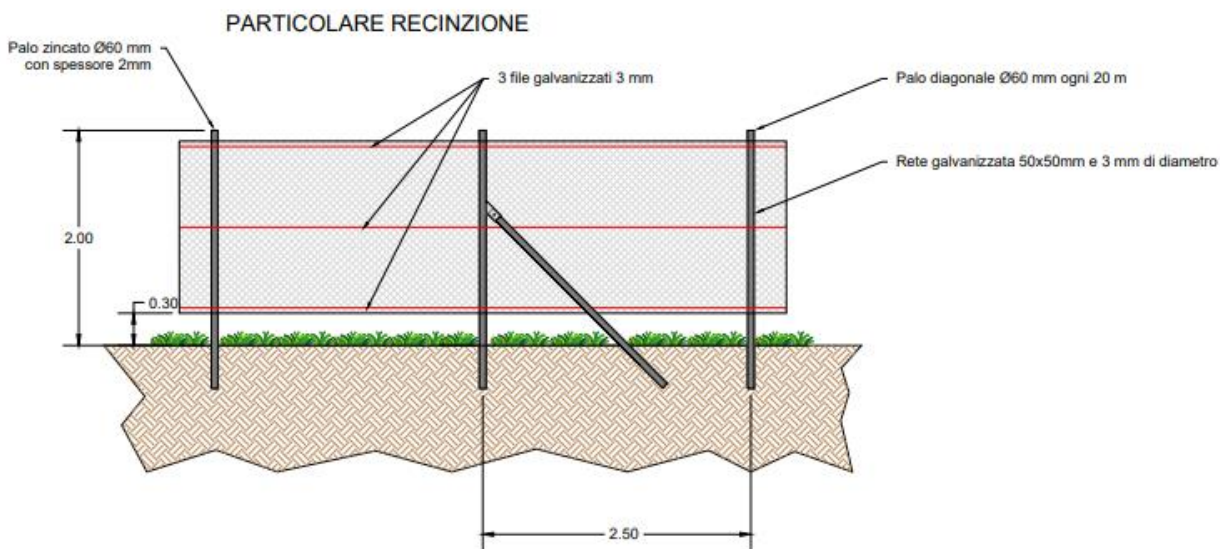 PARTICOLARE RECINZIONE
Palo zincato Ø60 mm
con spessore 2mm
3 file galvanizzati 3 mm
Palo diagonale Ø60 mm ogni 20 m
Rete galvanizzata 50x50mm e 3 mm di diametro
2.00
0.30
2.50